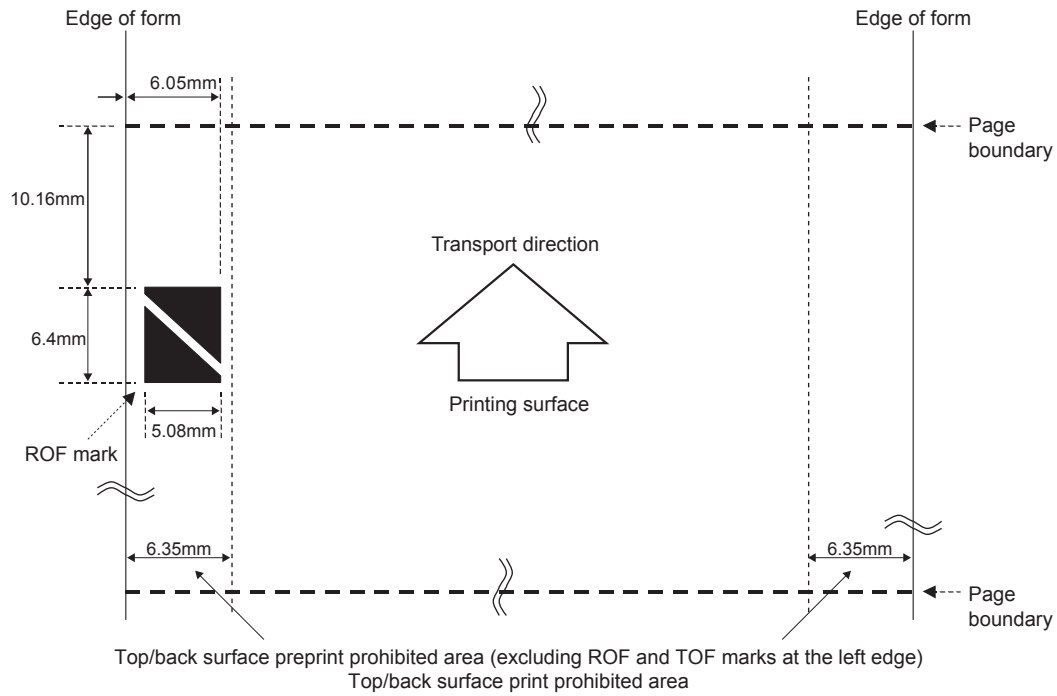 Edge of form
Edge of form
6.05mm
Page
boundary
10.16mm
Transport direction
6.4mm
Printing surface
5.08mm
ROF mark
6.35mm
6.35mm
Page
boundary
Top/back surface preprint prohibited area (excluding ROF and TOF marks at the left edge)
Top/back surface print prohibited area